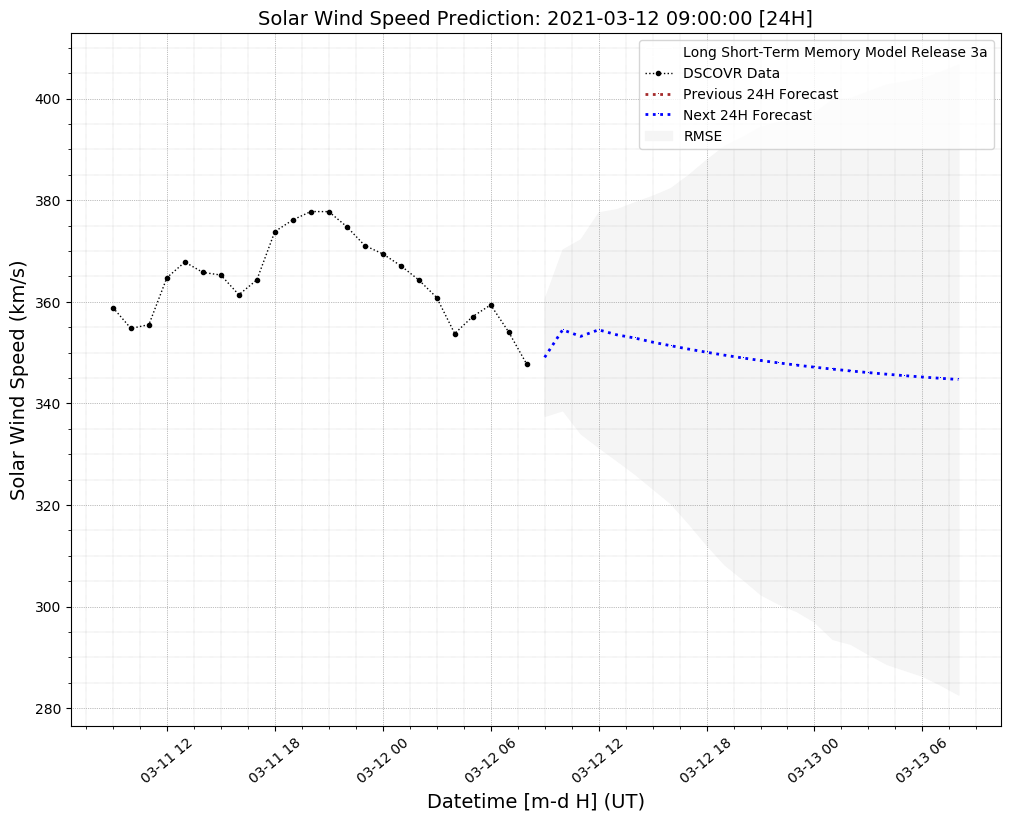 Solar Wind Speed Prediction: 2021-03-12 09:00:00 [24H]
Long Short-Term Memory Model Release 3a
DSCOVR Data
Previous 24H Forecast
Next 24H Forecast
RMSE
Solar Wind Speed (km/s)
400
380
360
340
320
300
280
03-11 12
03-11 18
03-12 00
03-12 06
03-12 12
03-12 18
03-13 00
03-13 06
Datetime [m-d H] (UT)